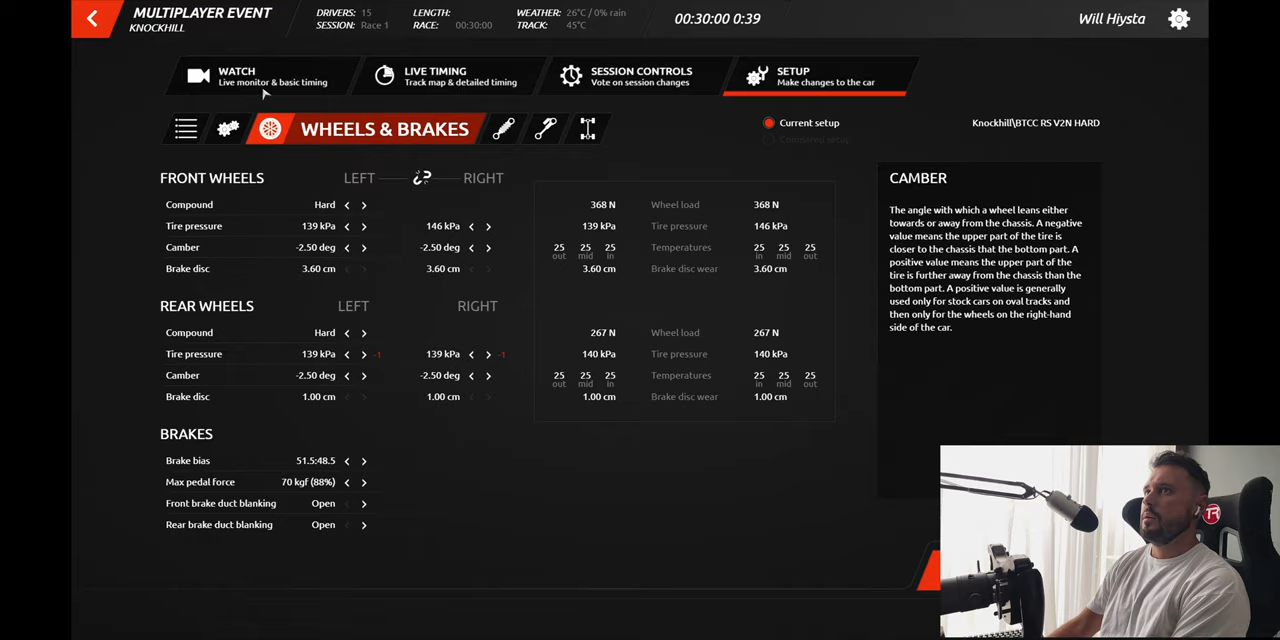 MULTIPLAYER EVENT
KNOCKHILL
DRIVERS: 15
SESSION: Race 1
LENGTH:
RACE: 00:30:00
WEATHER: 26°C / 0% rain
TRACK: 45°C
00:30:00 0:39
Will Hiysta
WATCH
Live monitor & basic timing
LIVE TIMING
Track map & detailed timing
SESSION CONTROLS
Vote on session changes
SETUP
Make changes to the car
WHEELS & BRAKES
Current setup
Compared setup
Knockhill\BTCC RS V2N HARD
FRONT WHEELS LEFT RIGHT
Compound Hard
Tire pressure 139 kPa 146 kPa
Camber -2.50 deg -2.50 deg
Brake disc 3.60 cm 3.60 cm
REAR WHEELS LEFT RIGHT
Compound Hard
Tire pressure 139 kPa -1 139 kPa -1
Camber -2.50 deg -2.50 deg
Brake disc 1.00 cm 1.00 cm
BRAKES
Brake bias 51.5:48.5
Max pedal force 70 kgf (88%)
Front brake duct blanking Open
Rear brake duct blanking Open
368 N Wheel load 368 N
139 kPa Tire pressure 146 kPa
25 25 25 Temperatures 25 25 25
out mid in in mid out
3.60 cm Brake disc wear 3.60 cm
267 N Wheel load 267 N
140 kPa Tire pressure 140 kPa
25 25 25 Temperatures 25 25 25
out mid in in mid out
1.00 cm Brake disc wear 1.00 cm
CAMBER
The angle with which a wheel leans either
towards or away from the chassis. A negative
value means the upper part of the tire is
closer to the chassis that the bottom part. A
positive value means the upper part of the
tire is further away from the chassis than the
bottom part. A positive value is generally
used only for stock cars on oval tracks and
then only for the wheels on the right-hand
side of the car.